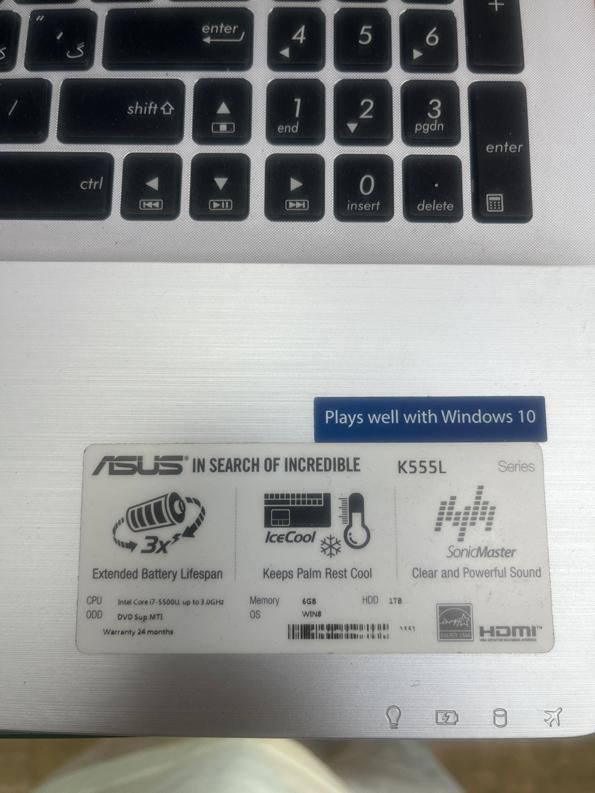 +
گ
enter
4
5
6
/
shift
1
end
2
3
pgdn
enter
ctrl
0
insert
.
delete
Plays well with Windows 10
ASUS IN SEARCH OF INCREDIBLE K555L Series
3x
IceCool
SonicMaster
Extended Battery Lifespan
Keeps Palm Rest Cool
Clear and Powerful Sound
CPU Intel Core i7-5500U, up to 3.0GHz Memory 6GB HDD 1TB
ODD DVD Sup.MTI OS WIN8
Warranty 24 months
HDMI